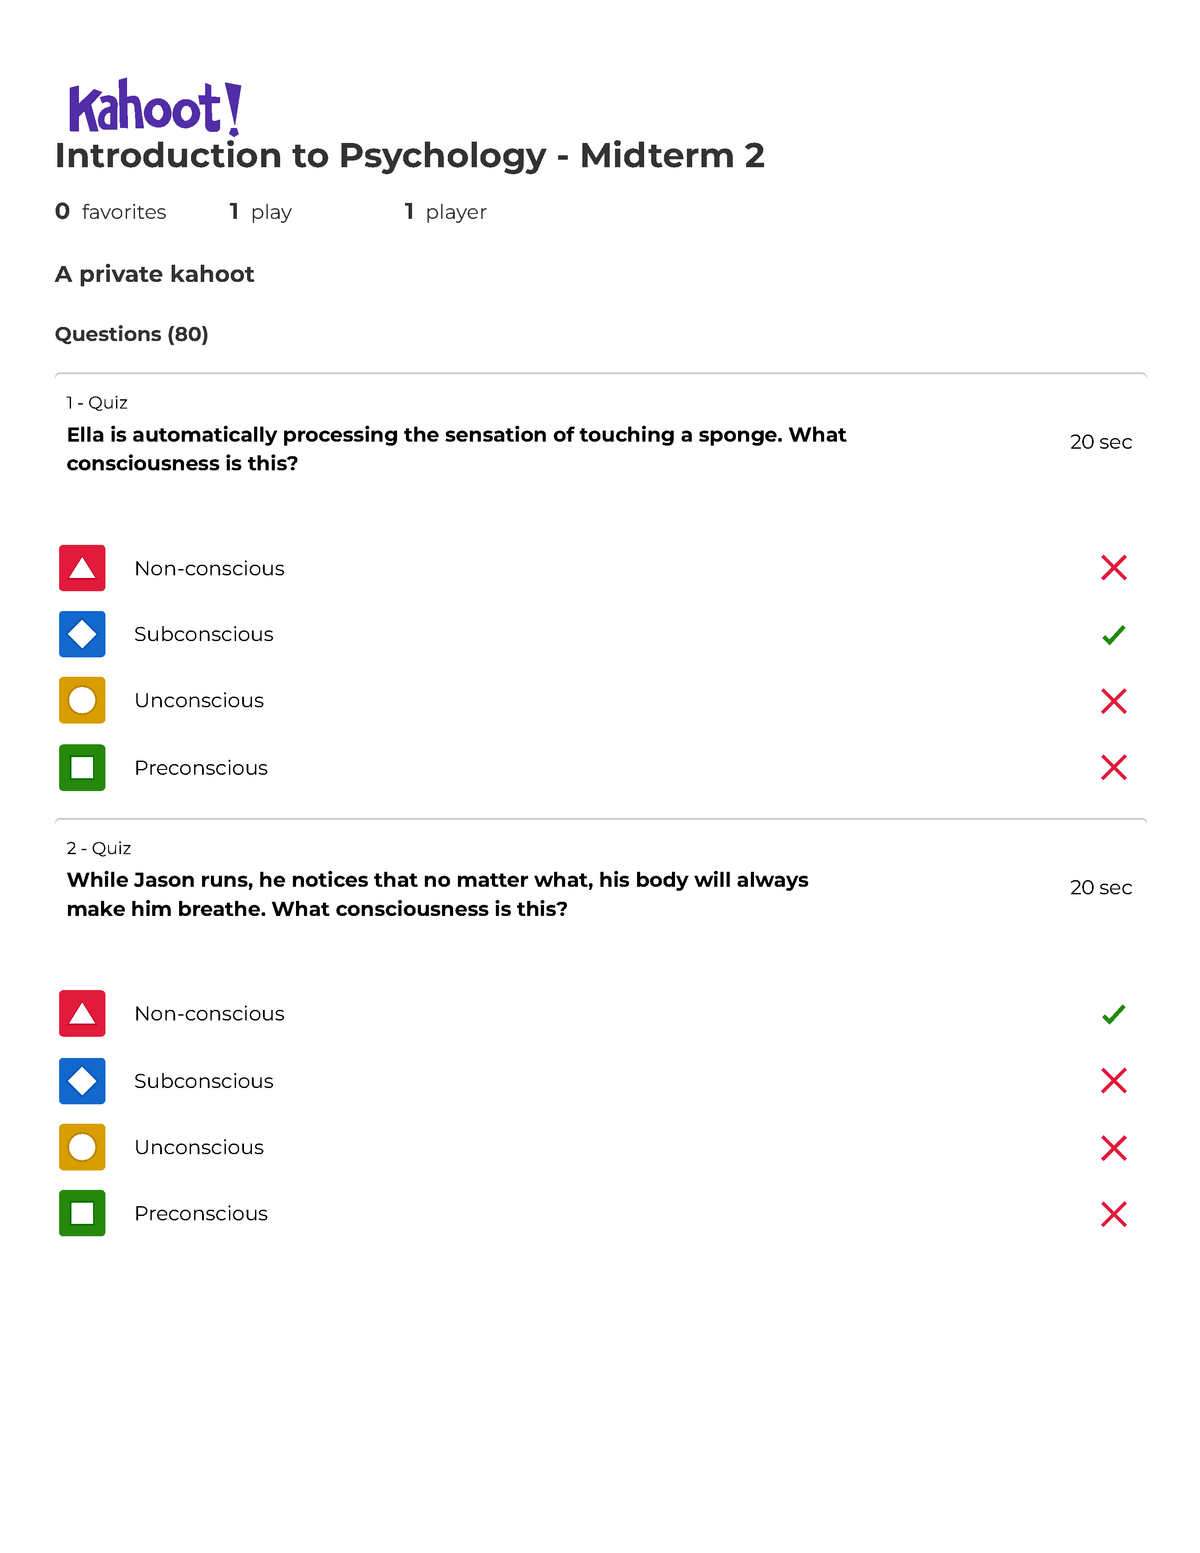 Kahoot!
Introduction to Psychology - Midterm 2
0 favorites 1 play 1 player
A private kahoot
Questions (80)
1 - Quiz
Ella is automatically processing the sensation of touching a sponge. What
consciousness is this?
20 sec
Non-conscious
Subconscious
Unconscious
Preconscious
2 - Quiz
While Jason runs, he notices that no matter what, his body will always
make him breathe. What consciousness is this?
20 sec
Non-conscious
Subconscious
Unconscious
Preconscious